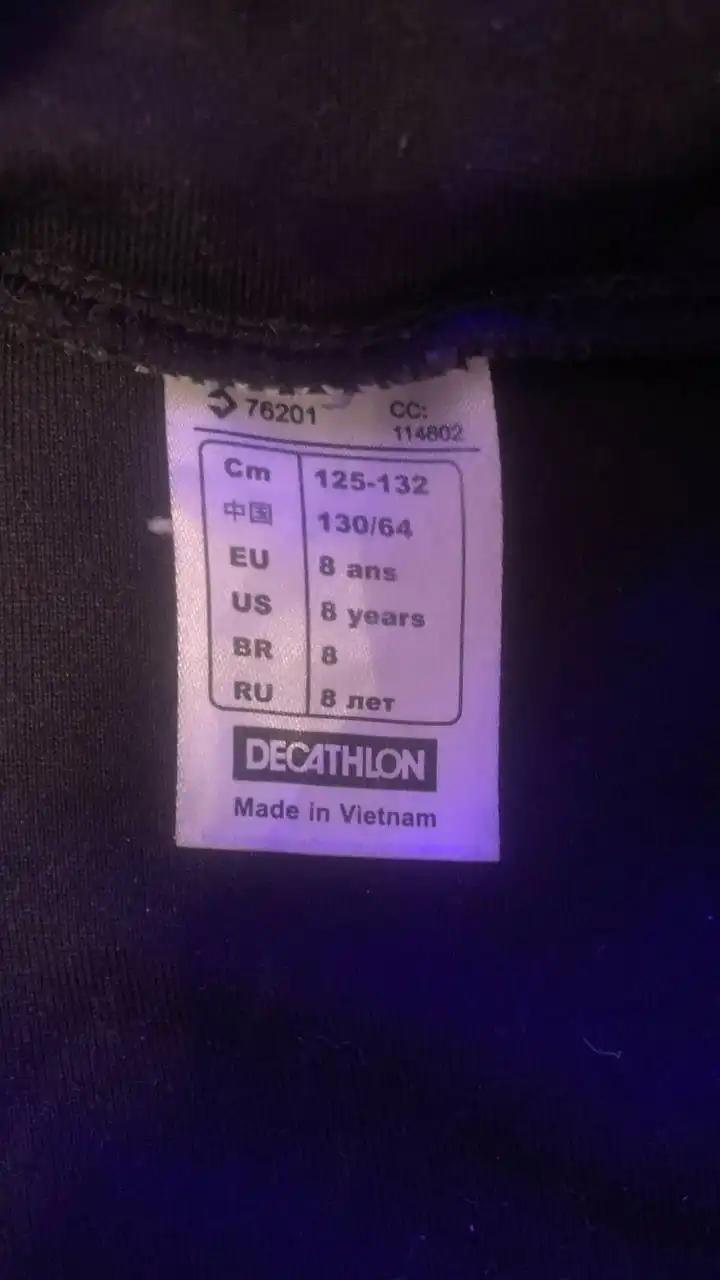 76201 CC:
114802
Cm 125-132
中国 130/64
EU 8 ans
US 8 years
BR 8
RU 8 лет
DECATHLON
Made in Vietnam